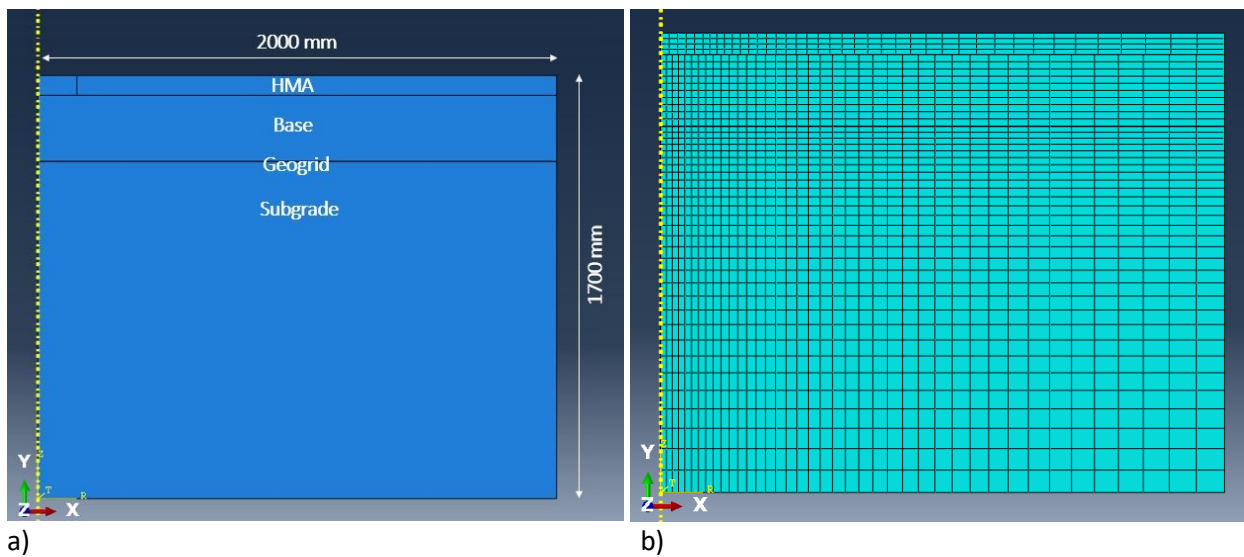 2000 mm
HMA
Base
Geogrid
Subgrade
1700 mm
Y
Z
T
R
Z
X
Y
Z
T
R
Z
X
a)
b)